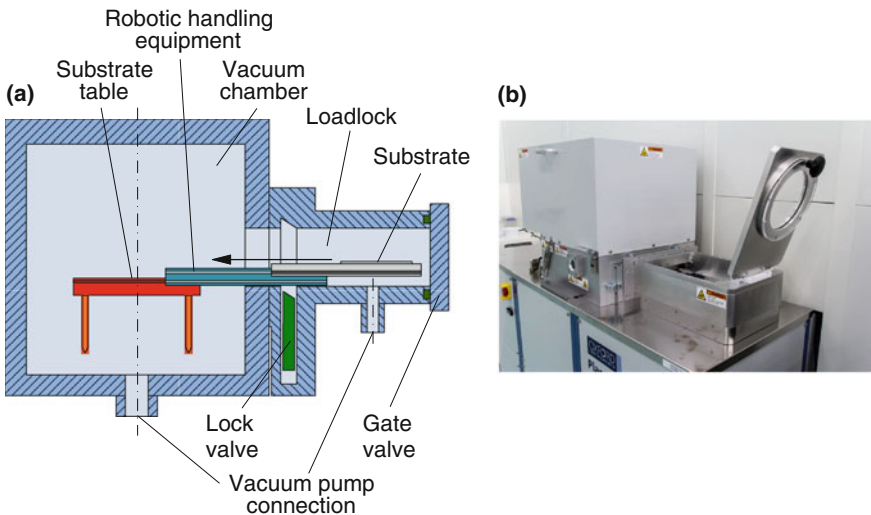 Robotic handling
equipment
Substrate
table
Vacuum
chamber
(a)
Loadlock
Substrate
Lock
valve
Gate
valve
Vacuum pump
connection
(b)